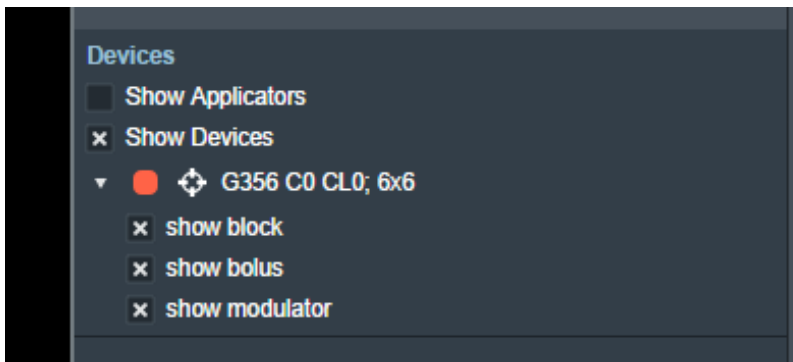 Devices
Show Applicators
Show Devices
G356 C0 CL0; 6x6
show block
show bolus
show modulator